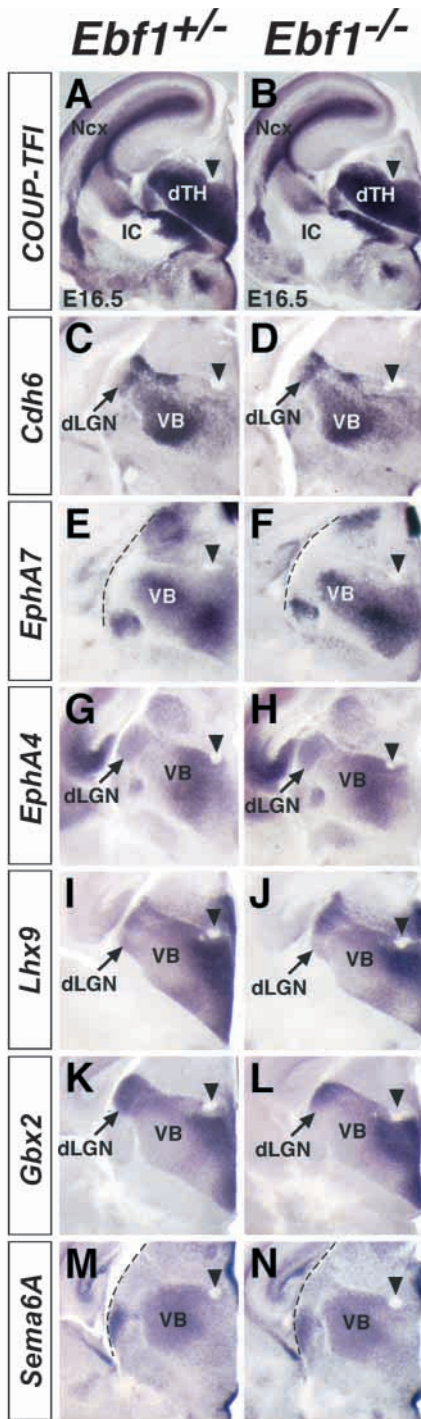 Ebf1+/- Ebf1-/-
COUP-TFI
A B
Ncx Ncx
dTH dTH
IC IC
E16.5 E16.5
Cdh6
C D
dLGN VB dLGN VB
EphA7
E F
VB VB
EphA4
G H
dLGN VB dLGN VB
Lhx9
I J
dLGN VB dLGN VB
Gbx2
K L
dLGN VB dLGN VB
Sema6A
M N
VB VB